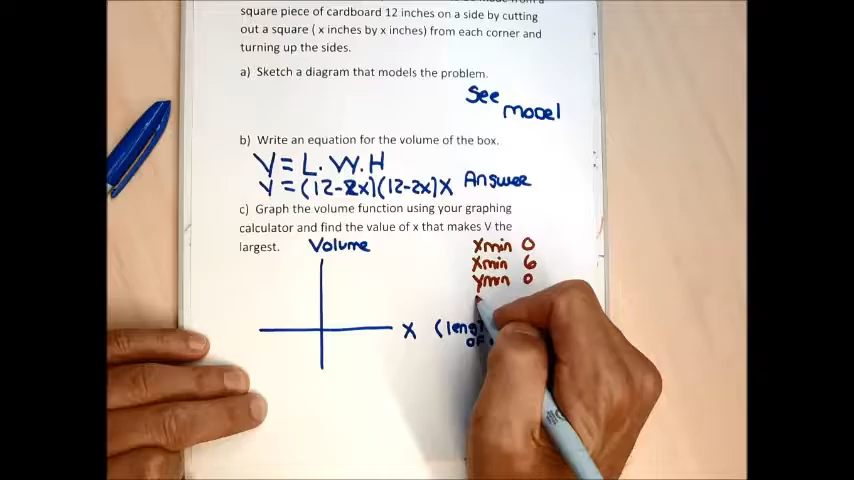 square piece of cardboard 12 inches on a side by cutting
out a square ( x inches by x inches) from each corner and
turning up the sides.
a) Sketch a diagram that models the problem.
See
model
b) Write an equation for the volume of the box.
V = L. W. H
V = (12-2x)(12-2x)X Answer
c) Graph the volume function using your graphing
calculator and find the value of x that makes V the
largest.
Volume
Xmin 0
Xmin 6
Ymin 0
X (leng
OF